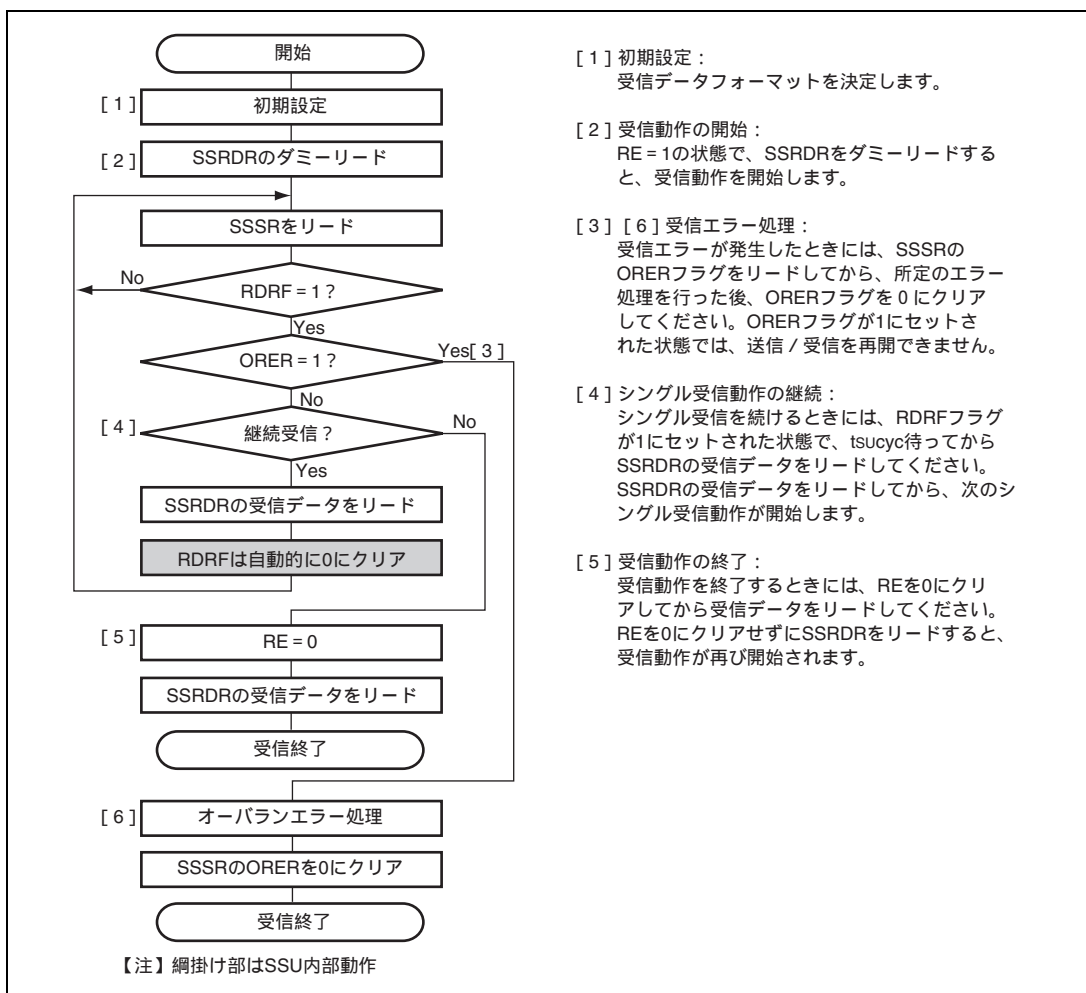 開始
[ 1 ] 初期設定
[ 2 ] SSRDRのダミーリード
SSSRをリード
No
RDRF = 1 ?
Yes
ORER = 1 ?
Yes[ 3 ]
No
[ 4 ] 継続受信 ?
No
Yes
SSRDRの受信データをリード
RDRFは自動的に0にクリア
[ 5 ] RE = 0
SSRDRの受信データをリード
受信終了
[ 6 ] オーバランエラー処理
SSSRのORERを0にクリア
受信終了
【注】網掛け部はSSU内部動作
[ 1 ] 初期設定 :
受信データフォーマットを決定します。
[ 2 ] 受信動作の開始 :
RE = 1の状態で、SSRDRをダミーリードする
と、受信動作を開始します。
[ 3 ] [ 6 ] 受信エラー処理 :
受信エラーが発生したときには、SSSRの
ORERフラグをリードしてから、所定のエラー
処理を行った後、ORERフラグを 0 にクリア
してください。ORERフラグが1にセットさ
れた状態では、送信 / 受信を再開できません。
[ 4 ] シングル受信動作の継続 :
シングル受信を続けるときには、RDRFフラグ
が1にセットされた状態で、tsucyc待ってから
SSRDRの受信データをリードしてください。
SSRDRの受信データをリードしてから、次のシ
ングル受信動作が開始します。
[ 5 ] 受信動作の終了 :
受信動作を終了するときには、REを0にクリ
アしてから受信データをリードしてください。
REを0にクリアせずにSSRDRをリードすると、
受信動作が再び開始されます。